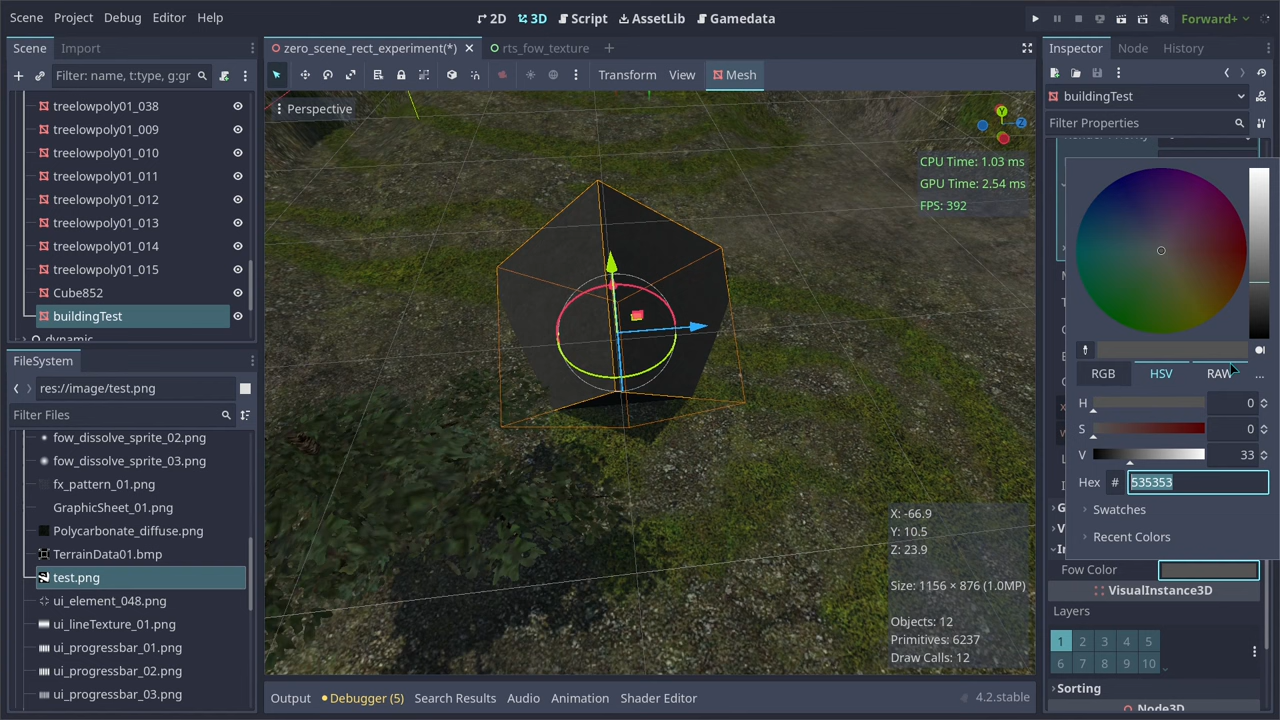 Scene Project Debug Editor Help
2D 3D Script AssetLib Gamedata
Forward+
Scene Import
zero_scene_rect_experiment(*) rts_fow_texture
Inspector Node History
Filter: name, t:type, g:gr
Transform View Mesh
buildingTest
Filter Properties
treelowpoly01_038
treelowpoly01_009
treelowpoly01_010
treelowpoly01_011
treelowpoly01_012
treelowpoly01_013
treelowpoly01_014
treelowpoly01_015
Cube852
buildingTest
dynamic
FileSystem
res://image/test.png
Filter Files
fow_dissolve_sprite_02.png
fow_dissolve_sprite_03.png
fx_pattern_01.png
GraphicSheet_01.png
Polycarbonate_diffuse.png
TerrainData01.bmp
test.png
ui_element_048.png
ui_lineTexture_01.png
ui_progressbar_01.png
ui_progressbar_02.png
ui_progressbar_03.png
Perspective
Y
Z
CPU Time: 1.03 ms
GPU Time: 2.54 ms
FPS: 392
X: -66.9
Y: 10.5
Z: 23.9
Size: 1156 × 876 (1.0MP)
Objects: 12
Primitives: 6237
Draw Calls: 12
Output Debugger (5) Search Results Audio Animation Shader Editor
4.2.stable
RGB HSV RAW ...
H 0
S 0
V 33
Hex # 535353
Swatches
Recent Colors
Fow Color
VisualInstance3D
Layers
1 2 3 4 5
6 7 8 9 10
Sorting
Node3D